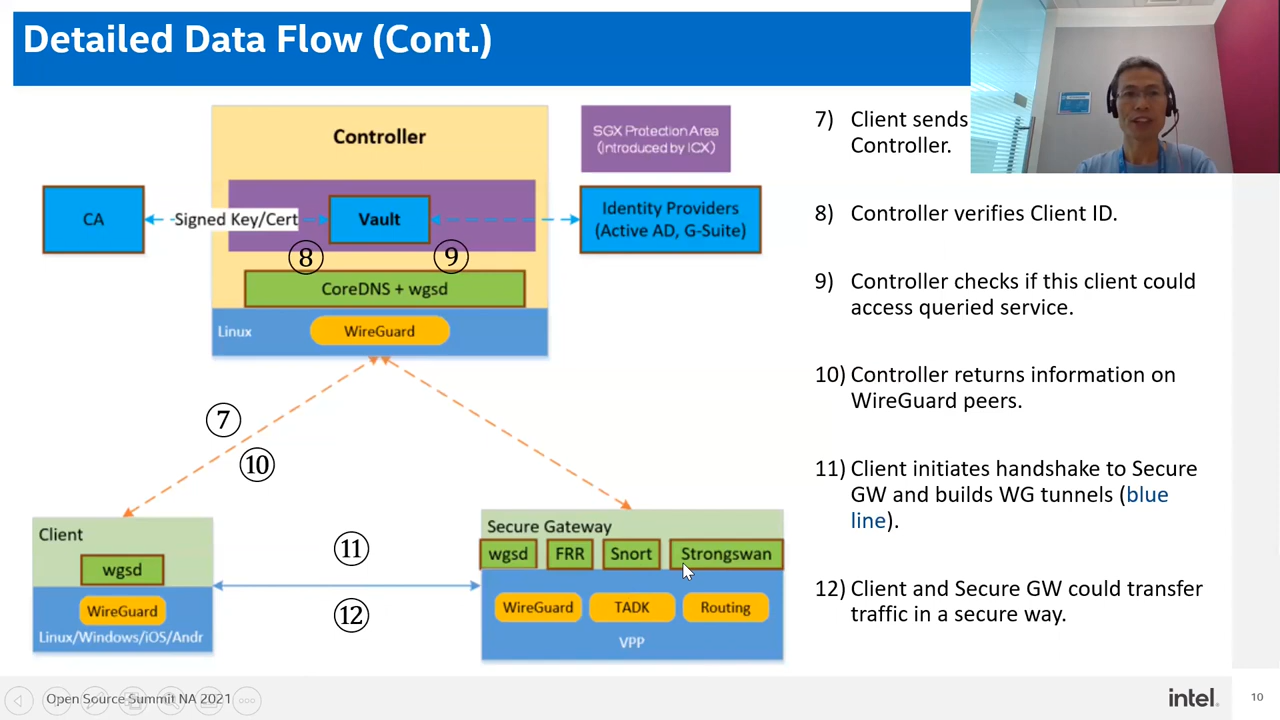 Detailed Data Flow (Cont.)
Controller
SGX Protection Area
(introduced by ICX)
CA
Signed Key/Cert
Vault
Identity Providers
(Active AD, G-Suite)
⑧
⑨
CoreDNS + wgsd
Linux
WireGuard
⑦
⑩
Client
wgsd
WireGuard
Linux/Windows/iOS/Andr
⑪
⑫
Secure Gateway
wgsd
FRR
Snort
Strongswan
WireGuard
TADK
Routing
VPP
7) Client sends
Controller.
8) Controller verifies Client ID.
9) Controller checks if this client could
access queried service.
10) Controller returns information on
WireGuard peers.
11) Client initiates handshake to Secure
GW and builds WG tunnels (blue
line).
12) Client and Secure GW could transfer
traffic in a secure way.
Open Source Summit NA 2021
intel.
10